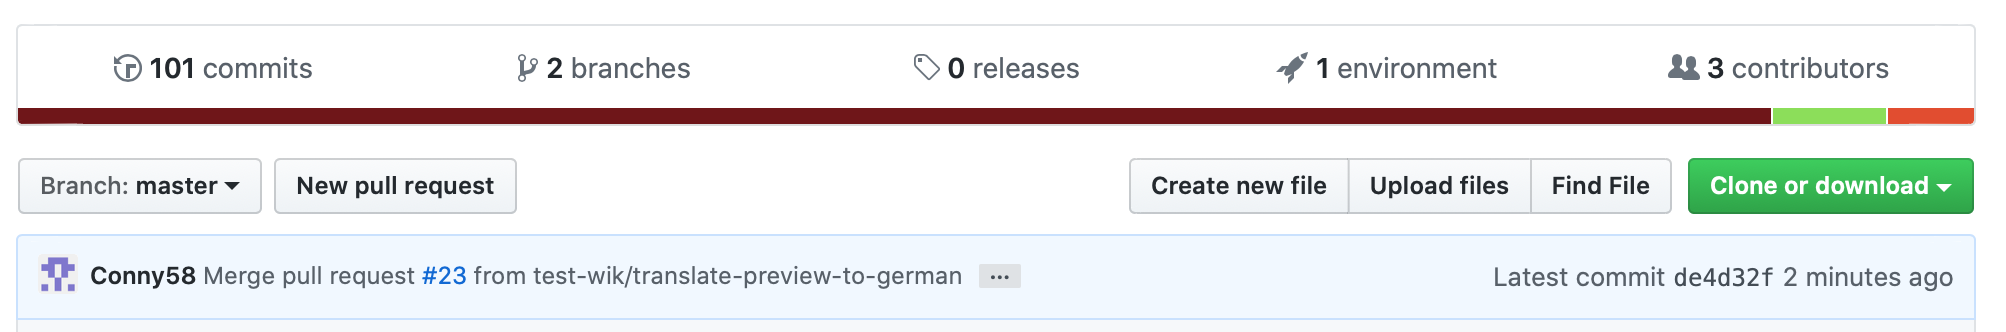 101 commits 2 branches 0 releases 1 environment 3 contributors
Branch: master New pull request Create new file Upload files Find File Clone or download
Conny58 Merge pull request #23 from test-wik/translate-preview-to-german ... Latest commit de4d32f 2 minutes ago